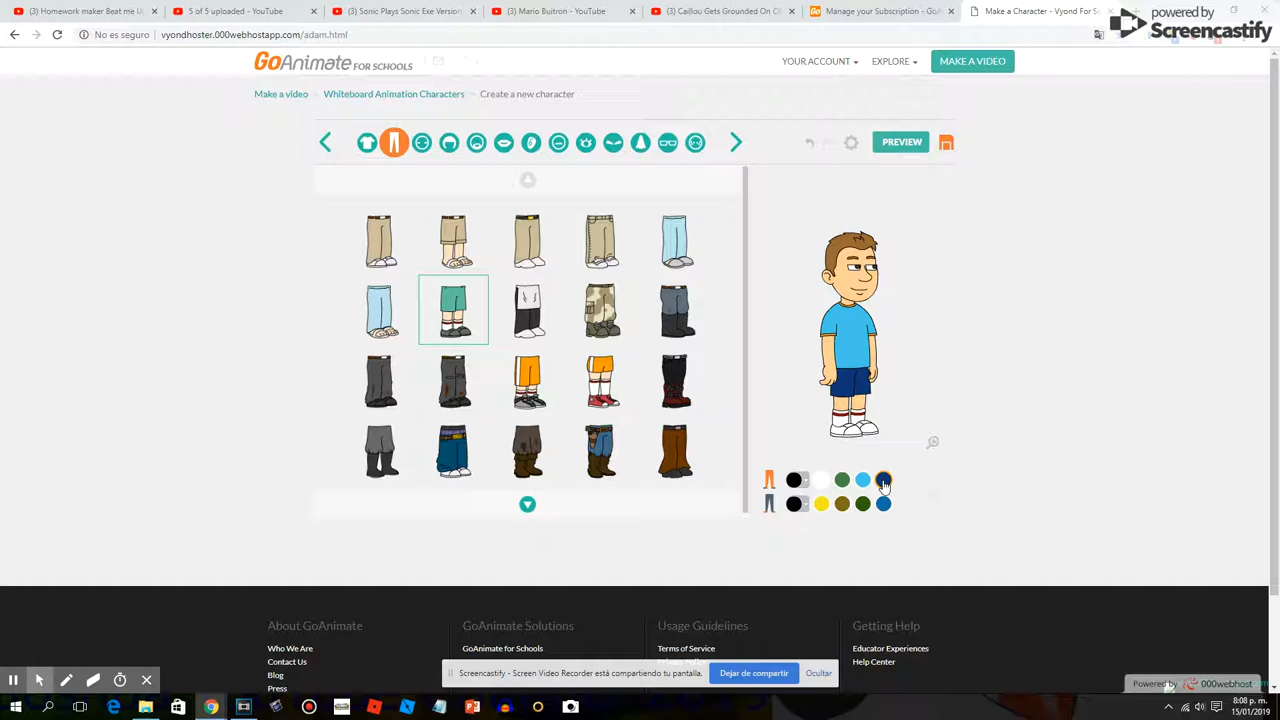 Homework maker Beat me U
5 of 5 uploaded - YouTube
(3) Sonic Plays Sonic Exe Version
(3) Mario Buitron - YouTube
(3) Caillou Gets Grounded On Ch
Manage your Subscription - GoA
Make a Character - Vyond For S
powered by
Screencastify
No es seguro
vyondhoster.000webhostapp.com/adam.html
GoAnimate FOR SCHOOLS
YOUR ACCOUNT
EXPLORE
MAKE A VIDEO
Make a video
Whiteboard Animation Characters
Create a new character
PREVIEW
About GoAnimate
GoAnimate Solutions
Usage Guidelines
Getting Help
Who We Are
GoAnimate for Schools
Terms of Service
Educator Experiences
Contact Us
Privacy Policy
Help Center
Screencastify - Screen Video Recorder está compartiendo tu pantalla.
Dejar de compartir
Ocultar
Blog
Press
Powered by
000webhost
8:08 p. m.
15/01/2019